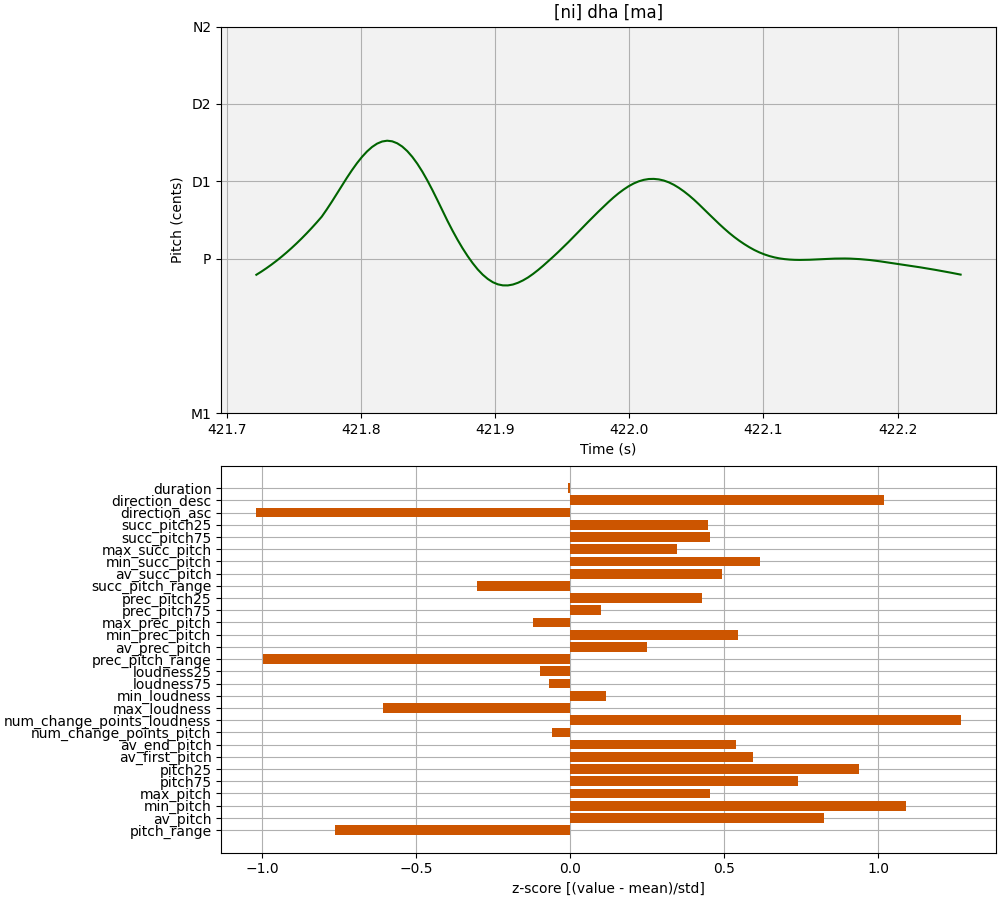 [ni] dha [ma]
N2
D2
D1
P
M1
Pitch (cents)
421.7 421.8 421.9 422.0 422.1 422.2
Time (s)
duration
direction_desc
direction_asc
succ_pitch25
succ_pitch75
max_succ_pitch
min_succ_pitch
av_succ_pitch
succ_pitch_range
prec_pitch25
prec_pitch75
max_prec_pitch
min_prec_pitch
av_prec_pitch
prec_pitch_range
loudness25
loudness75
min_loudness
max_loudness
num_change_points_loudness
num_change_points_pitch
av_end_pitch
av_first_pitch
pitch25
pitch75
max_pitch
min_pitch
av_pitch
pitch_range
−1.0 −0.5 0.0 0.5 1.0
z-score [(value - mean)/std]